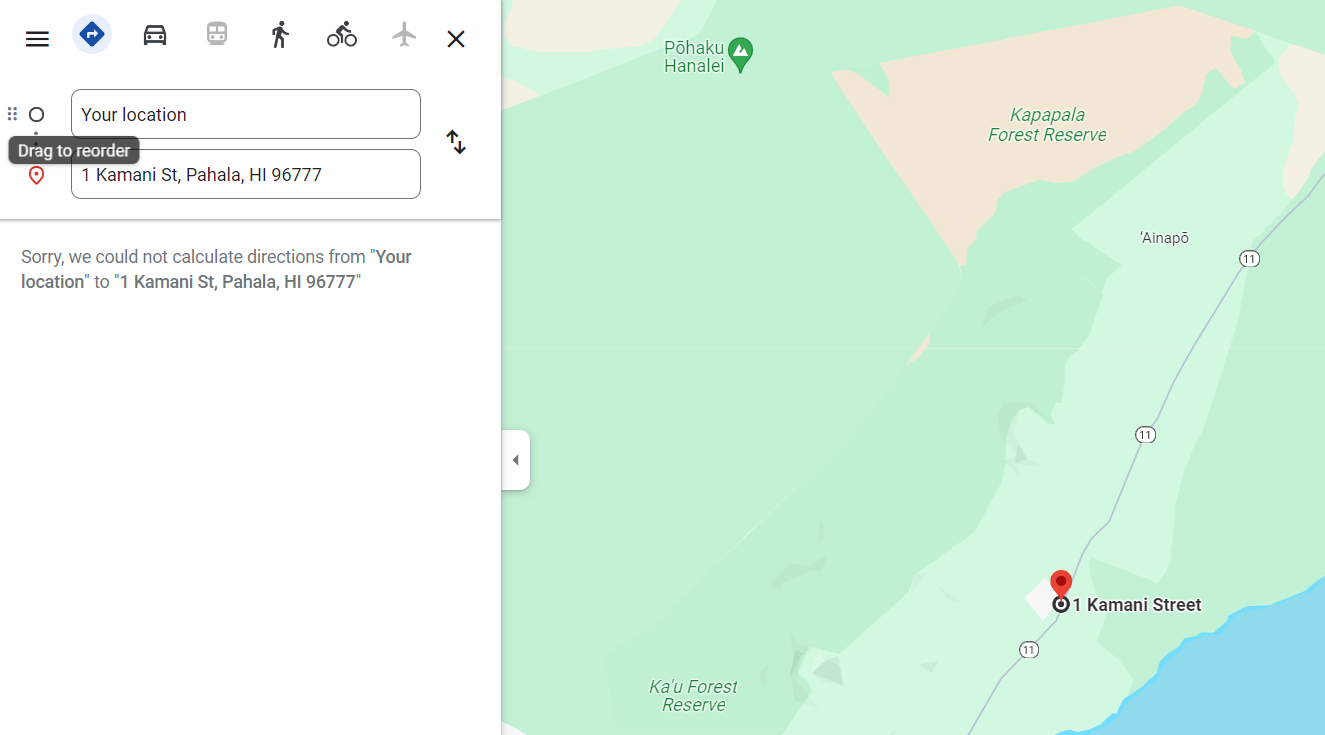 Your location
Drag to reorder
1 Kamani St, Pahala, HI 96777
Sorry, we could not calculate directions from "Your
location" to "1 Kamani St, Pahala, HI 96777"
Pōhaku
Hanalei
Kapapala
Forest Reserve
ʻAinapō
11
11
1 Kamani Street
11
Ka'u Forest
Reserve